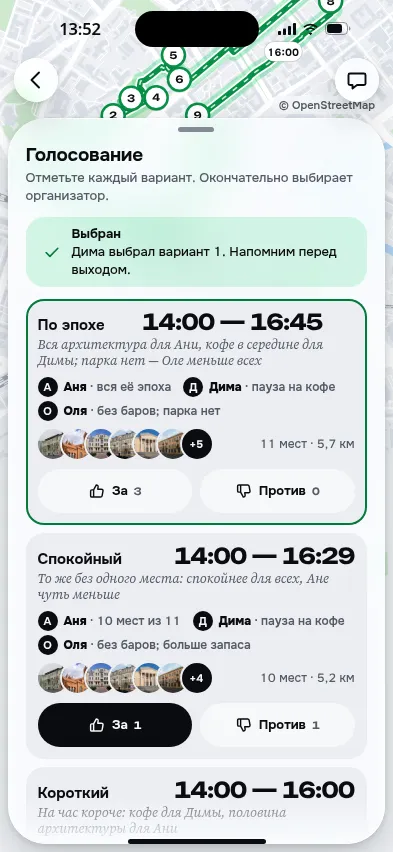 13:52
8
5
16:00
6
3
4
2
9
© OpenStreetMap
Голосование
Отметьте каждый вариант. Окончательно выбирает
организатор.
Выбран
Дима выбрал вариант 1. Напомним перед
выходом.
По эпохе 14:00 — 16:45
Вся архитектура для Ани, кофе в середине для
Димы; парка нет — Оле меньше всех
А Аня · вся её эпоха Д Дима · пауза на кофе
О Оля · без баров; парка нет
+5 11 мест · 5,7 км
За 3 Против 0
Спокойный 14:00 — 16:29
То же без одного места: спокойнее для всех, Ане
чуть меньше
А Аня · 10 мест из 11 Д Дима · пауза на кофе
О Оля · без баров; больше запаса
+4 10 мест · 5,2 км
За 1 Против 1
Короткий 14:00 — 16:00
На час короче: кофе для Димы, половина
архитектуры для Ани